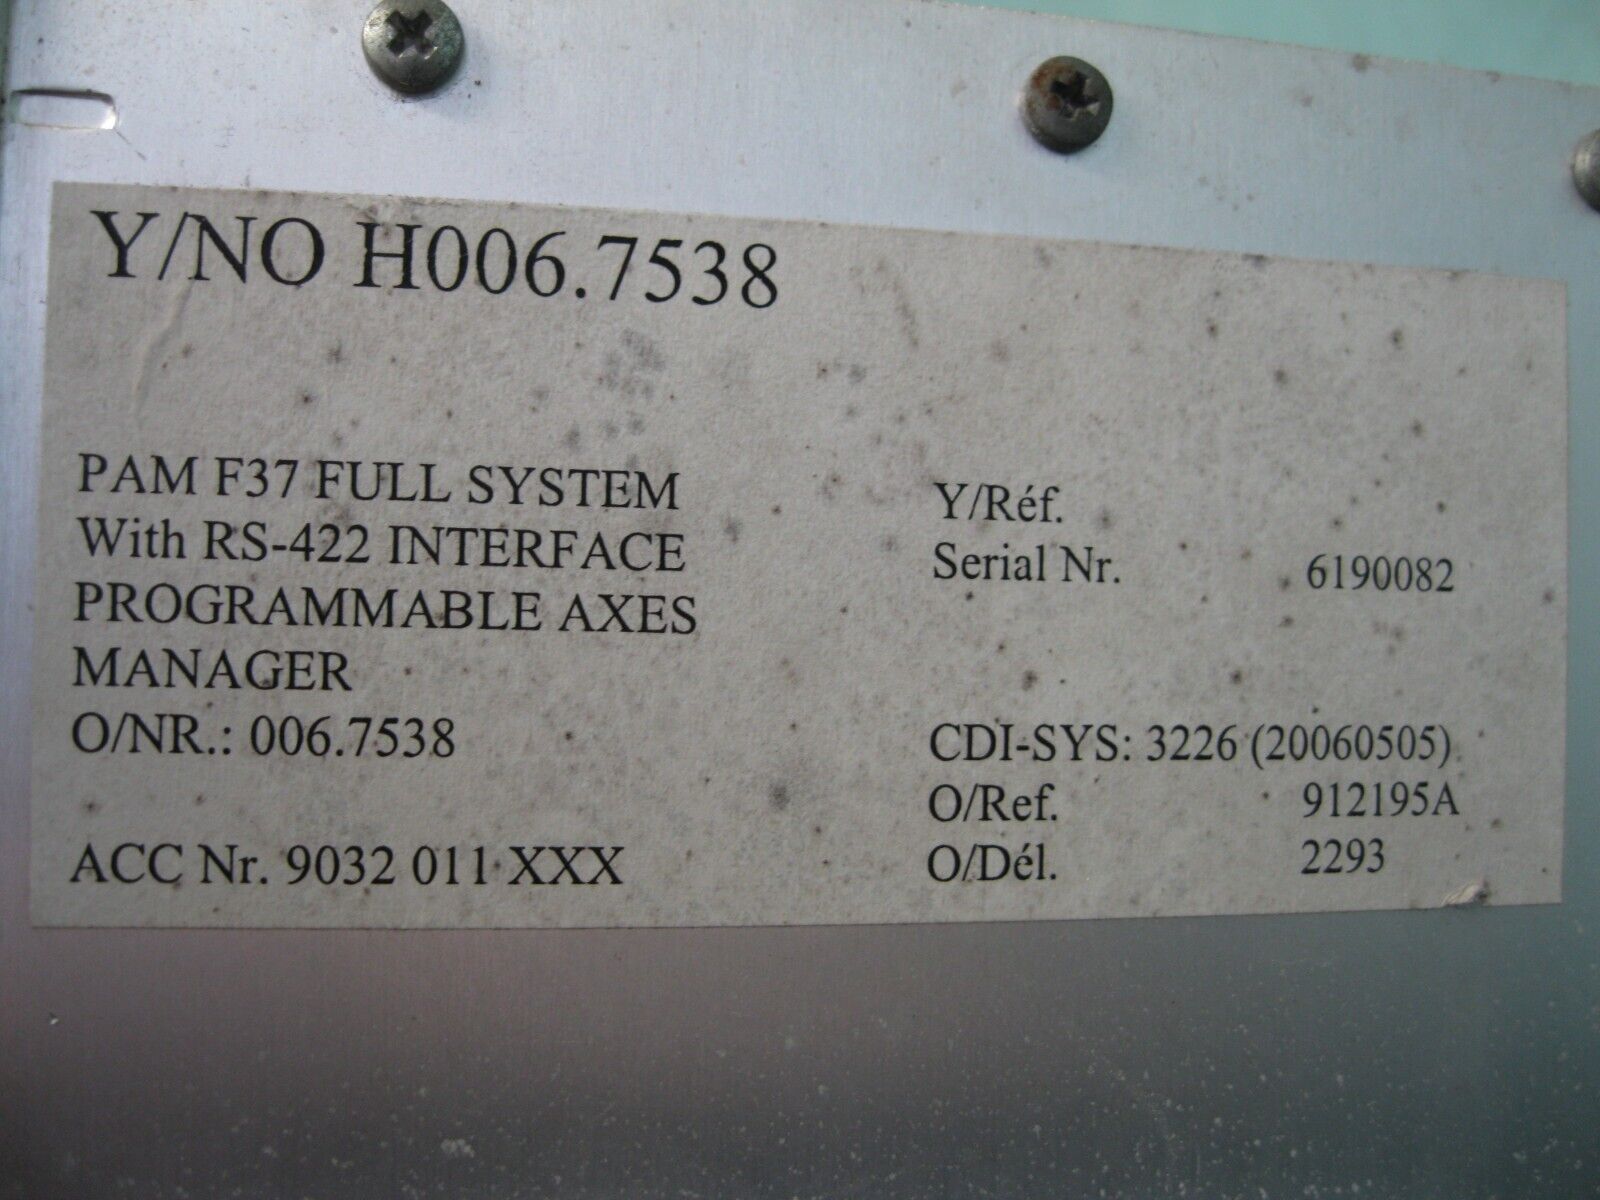 Y/NO H006.7538
PAM F37 FULL SYSTEM
With RS-422 INTERFACE
PROGRAMMABLE AXES
MANAGER
O/NR.: 006.7538
ACC Nr. 9032 011 XXX
Y/Réf.
Serial Nr. 6190082
CDI-SYS: 3226 (20060505)
O/Ref. 912195A
O/Dél. 2293